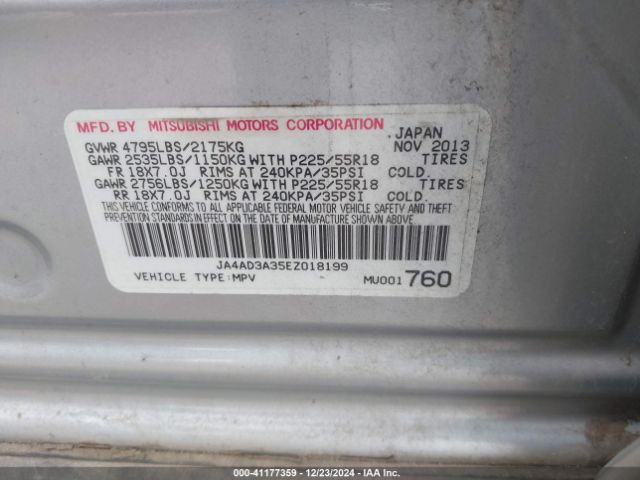 MFD. BY MITSUBISHI MOTORS CORPORATION JAPAN
GVWR 4795LBS/2175KG NOV 2013
GAWR 2535LBS/1150KG WITH P225/55R18 TIRES
FR 18X7.0J RIMS AT 240KPA/35PSI COLD.
GAWR 2756LBS/1250KG WITH P225/55R18 TIRES
RR 18X7.0J RIMS AT 240KPA/35PSI COLD.
THIS VEHICLE CONFORMS TO ALL APPLICABLE FEDERAL MOTOR VEHICLE SAFETY AND THEFT
PREVENTION STANDARDS IN EFFECT ON THE DATE OF MANUFACTURE SHOWN ABOVE.
JA4AD3A35EZ018199
VEHICLE TYPE:MPV MU001760
000-41177359 - 12/23/2024 - IAA Inc.